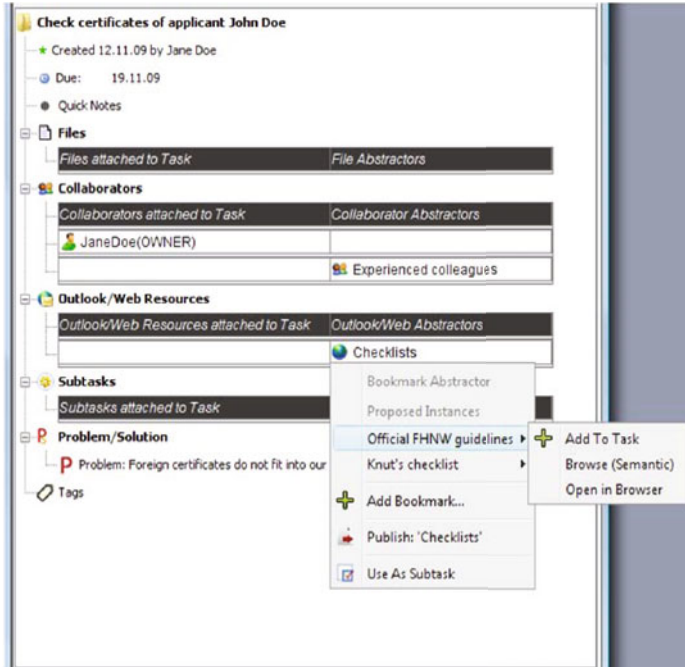 Check certificates of applicant John Doe
Created 12.11.09 by Jane Doe
Due: 19.11.09
Quick Notes
Files
Files attached to Task File Abstractors
Collaborators
Collaborators attached to Task Collaborator Abstractors
JaneDoe(OWNER)
Experienced colleagues
Outlook/Web Resources
Outlook/Web Resources attached to Task Outlook/Web Abstractors
Checklists
Subtasks
Subtasks attached to Task
Problem/Solution
Problem: Foreign certificates do not fit into our
Tags
Bookmark Abstractor
Proposed Instances
Official FHNW guidelines
Knut's checklist
Add Bookmark...
Publish: 'Checklists'
Use As Subtask
Add To Task
Browse (Semantic)
Open in Browser